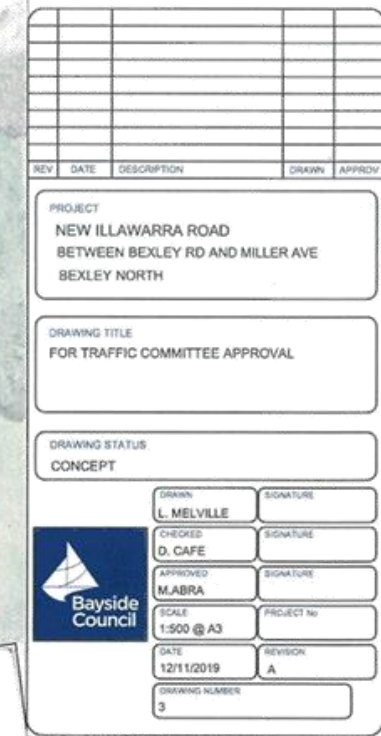 REV DATE DESCRIPTION DRAWN APPROV
PROJECT
NEW ILLAWARRA ROAD
BETWEEN BEXLEY RD AND MILLER AVE
BEXLEY NORTH
DRAWING TITLE
FOR TRAFFIC COMMITTEE APPROVAL
DRAWING STATUS
CONCEPT
DRAWN SIGNATURE
L. MELVILLE
CHECKED SIGNATURE
D. CAFE
APPROVED SIGNATURE
M.ABRA
SCALE PROJECT No
1:500 @ A3
DATE REVISION
12/11/2019 A
DRAWING NUMBER
3
Bayside
Council